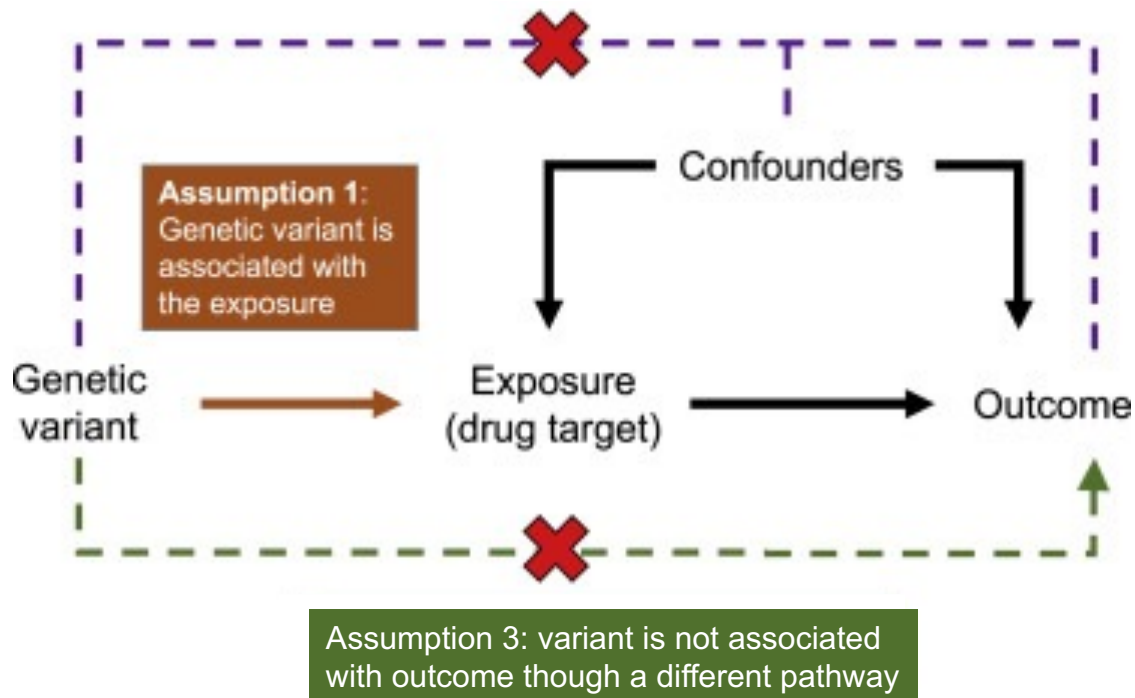 Confounders
Assumption 1:
Genetic variant is
associated with
the exposure
Genetic
variant
Exposure
(drug target)
Outcome
Assumption 3: variant is not associated
with outcome though a different pathway